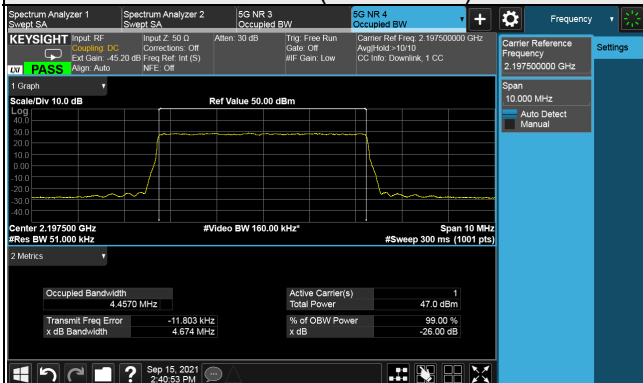 Spectrum Analyzer 1
Swept SA
Spectrum Analyzer 2
Swept SA
5G NR 3
Occupied BW
5G NR 4
Occupied BW
Frequency
KEYSIGHT
Input: RF
Coupling: DC
Ext Gain: -45.20 dB
Align: Auto
LXI
PASS
Input Z: 50 Ω
Corrections: Off
Freq Ref: Int (S)
NFE: Off
Atten: 30 dB
Trig: Free Run
Gate: Off
#IF Gain: Low
Carrier Ref Freq: 2.197500000 GHz
Avg|Hold:>10/10
CC Info: Downlink, 1 CC
Carrier Reference
Frequency
2.197500000 GHz
Settings
Span
10.000 MHz
Auto Detect
Manual
1 Graph
Scale/Div 10.0 dB
Ref Value 50.00 dBm
Log
40.0
30.0
20.0
10.0
0.00
-10.0
-20.0
-30.0
-40.0
Center 2.197500 GHz
#Video BW 160.00 kHz*
Span 10 MHz
#Res BW 51.000 kHz
#Sweep 300 ms (1001 pts)
2 Metrics
Occupied Bandwidth
4.4570 MHz
Active Carrier(s)
1
Total Power
47.0 dBm
Transmit Freq Error
-11.803 kHz
% of OBW Power
99.00 %
x dB Bandwidth
4.674 MHz
x dB
-26.00 dB
?
Sep 15, 2021
2:40:53 PM